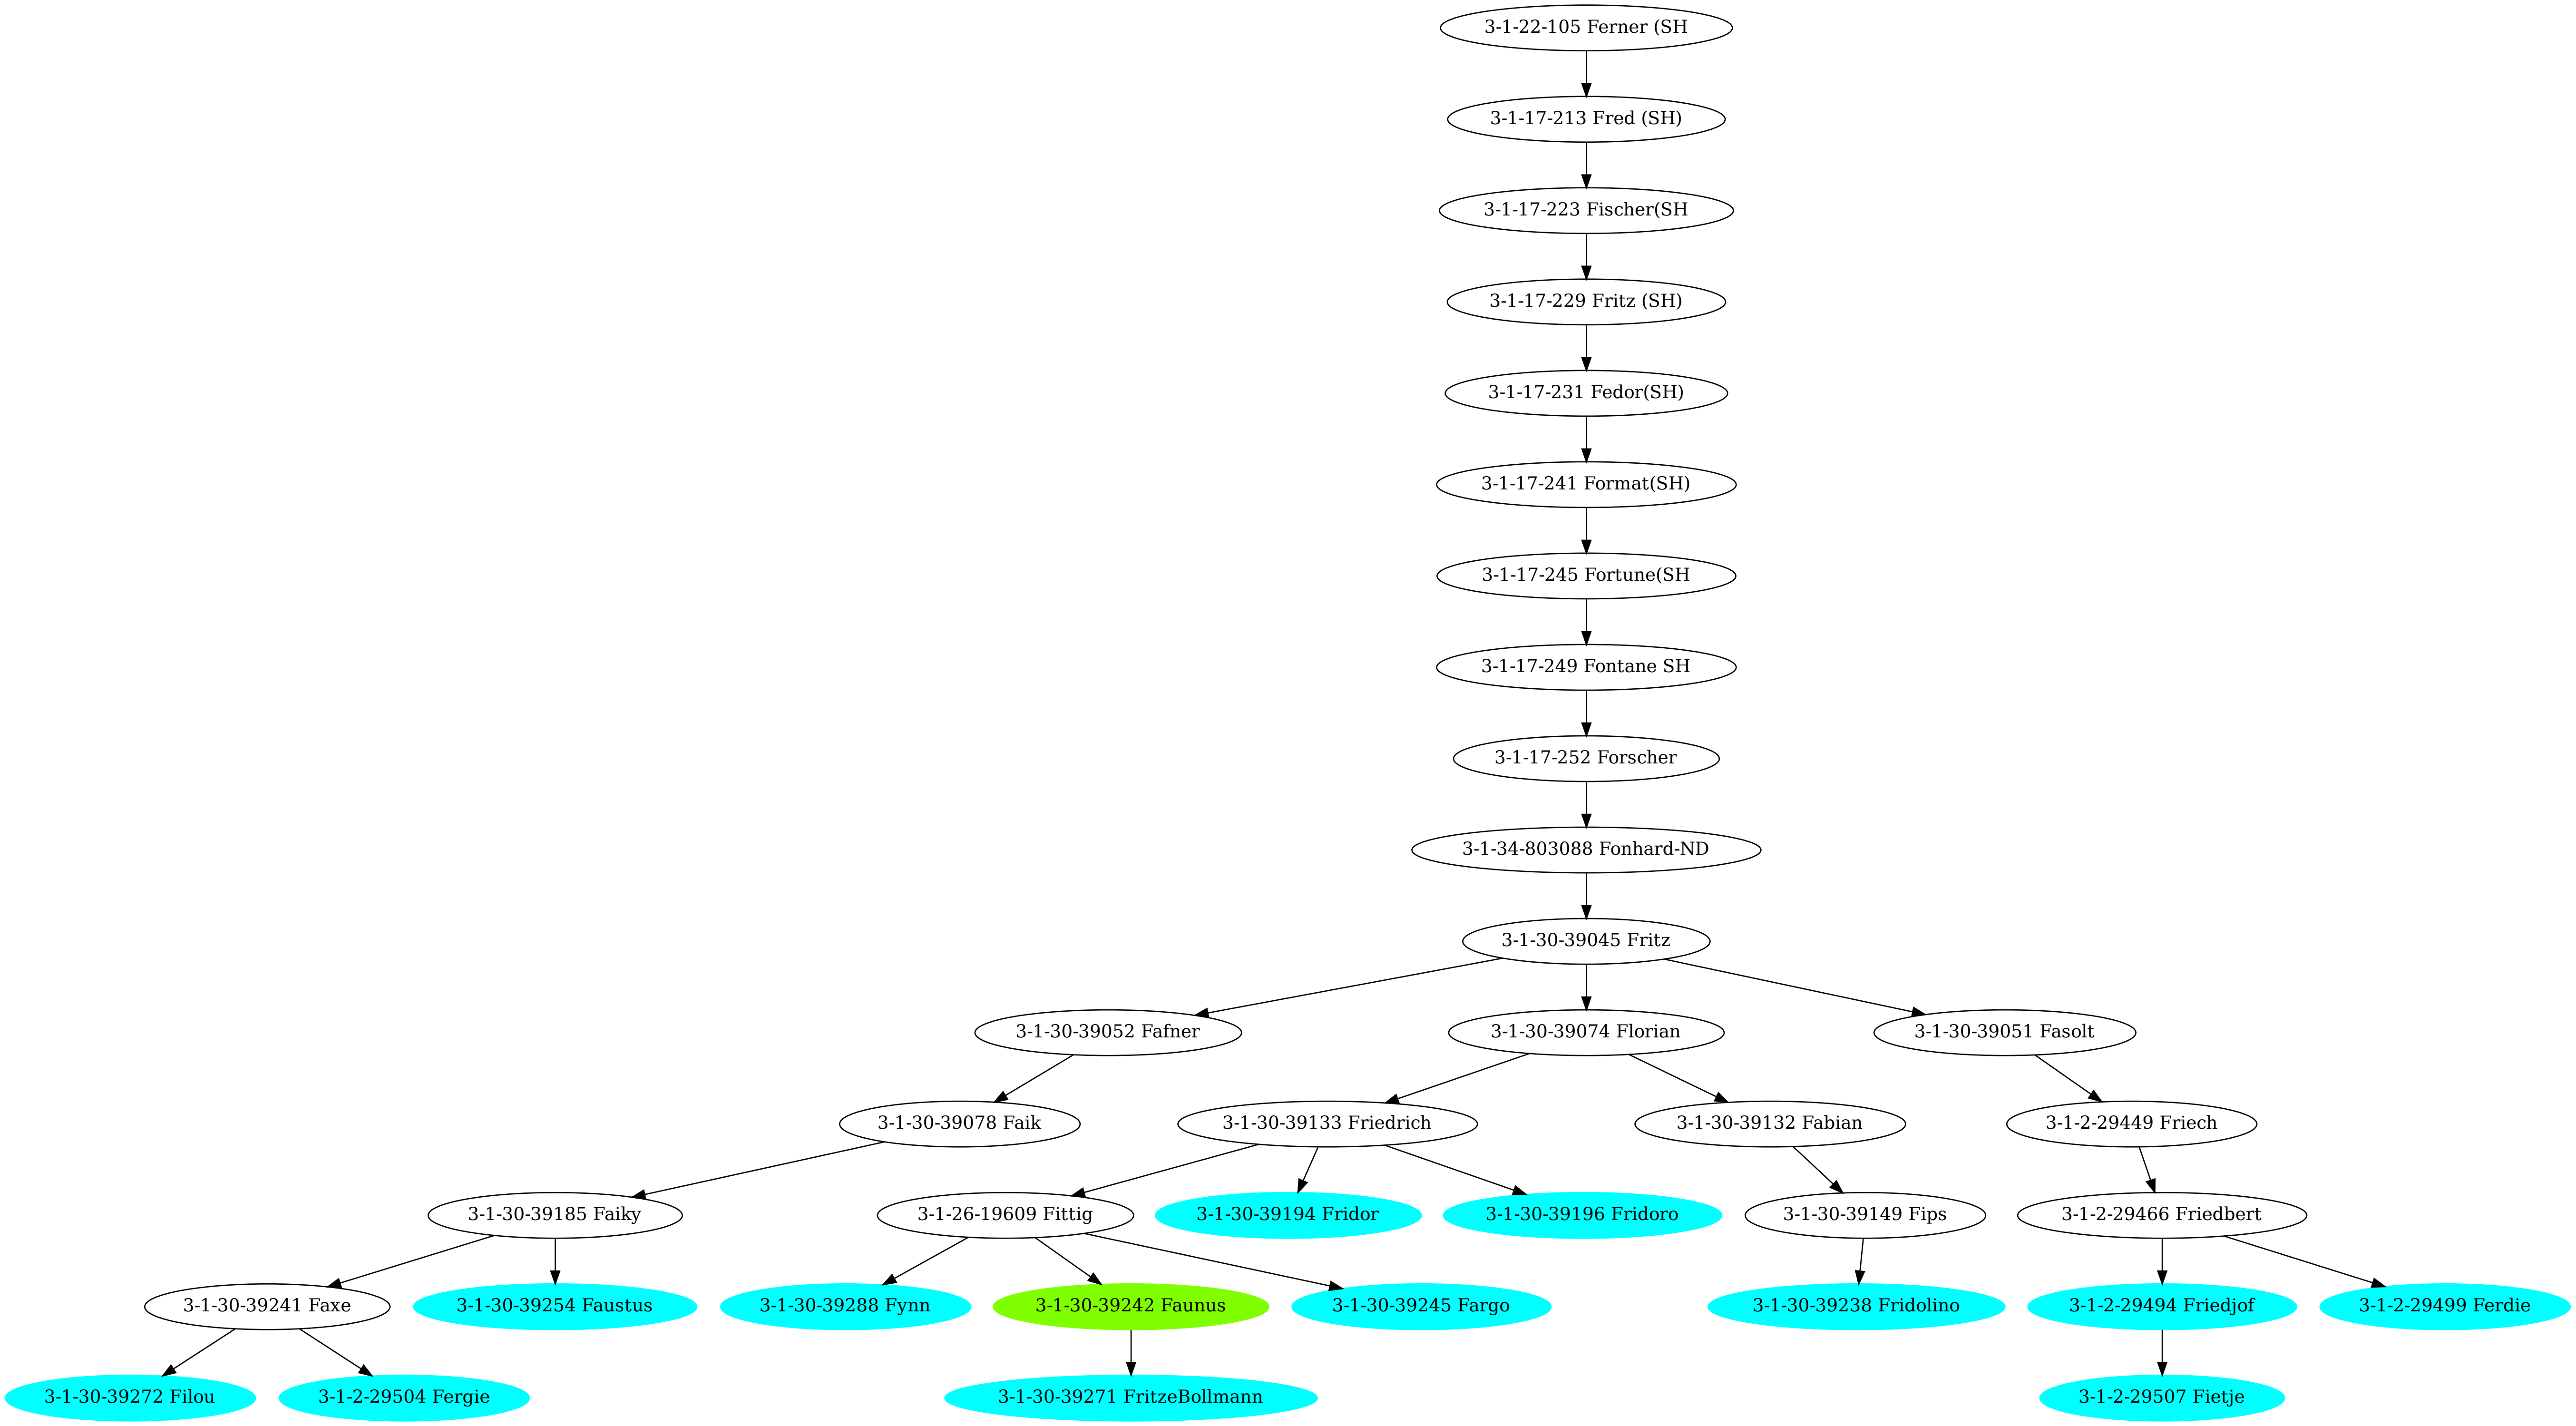 3-1-22-105 Ferner (SH
3-1-17-213 Fred (SH)
3-1-17-223 Fischer(SH
3-1-17-229 Fritz (SH)
3-1-17-231 Fedor(SH)
3-1-17-241 Format(SH)
3-1-17-245 Fortune(SH
3-1-17-249 Fontane SH
3-1-17-252 Forscher
3-1-34-803088 Fonhard-ND
3-1-30-39045 Fritz
3-1-30-39052 Fafner
3-1-30-39074 Florian
3-1-30-39051 Fasolt
3-1-30-39078 Faik
3-1-30-39133 Friedrich
3-1-30-39132 Fabian
3-1-2-29449 Friech
3-1-30-39185 Faiky
3-1-26-19609 Fittig
3-1-30-39194 Fridor
3-1-30-39196 Fridoro
3-1-30-39149 Fips
3-1-2-29466 Friedbert
3-1-30-39241 Faxe
3-1-30-39254 Faustus
3-1-30-39288 Fynn
3-1-30-39242 Faunus
3-1-30-39245 Fargo
3-1-30-39238 Fridolino
3-1-2-29494 Friedjof
3-1-2-29499 Ferdie
3-1-30-39272 Filou
3-1-2-29504 Fergie
3-1-30-39271 FritzeBollmann
3-1-2-29507 Fietje